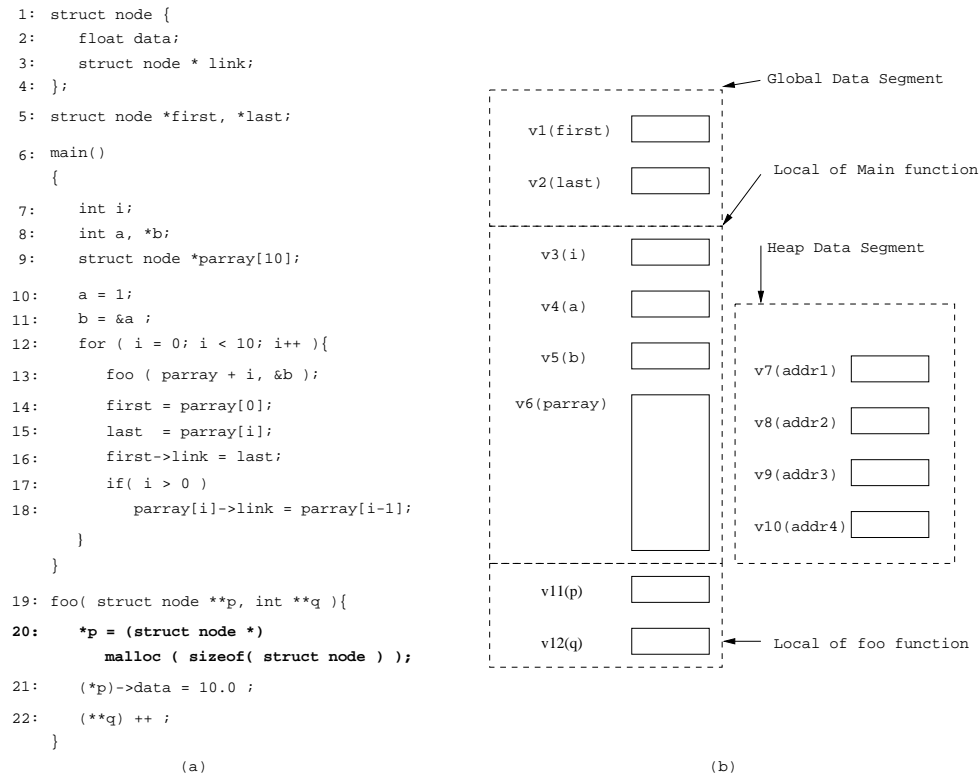 1: struct node {
2: float data;
3: struct node * link;
4: };
5: struct node *first, *last;
6: main()
{
7: int i;
8: int a, *b;
9: struct node *parray[10];
10: a = 1;
11: b = &a ;
12: for ( i = 0; i < 10; i++ ){
13: foo ( parray + i, &b );
14: first = parray[0];
15: last = parray[i];
16: first->link = last;
17: if( i > 0 )
18: parray[i]->link = parray[i-1];
}
}
19: foo( struct node **p, int **q ){
20: *p = (struct node *)
malloc ( sizeof( struct node ) );
21: (*p)->data = 10.0 ;
22: (**q) ++ ;
}
(a)
Global Data Segment
v1(first)
v2(last)
Local of Main function
v3(i)
v4(a)
v5(b)
v6(parray)
Heap Data Segment
v7(addr1)
v8(addr2)
v9(addr3)
v10(addr4)
v11(p)
v12(q)
Local of foo function
(b)